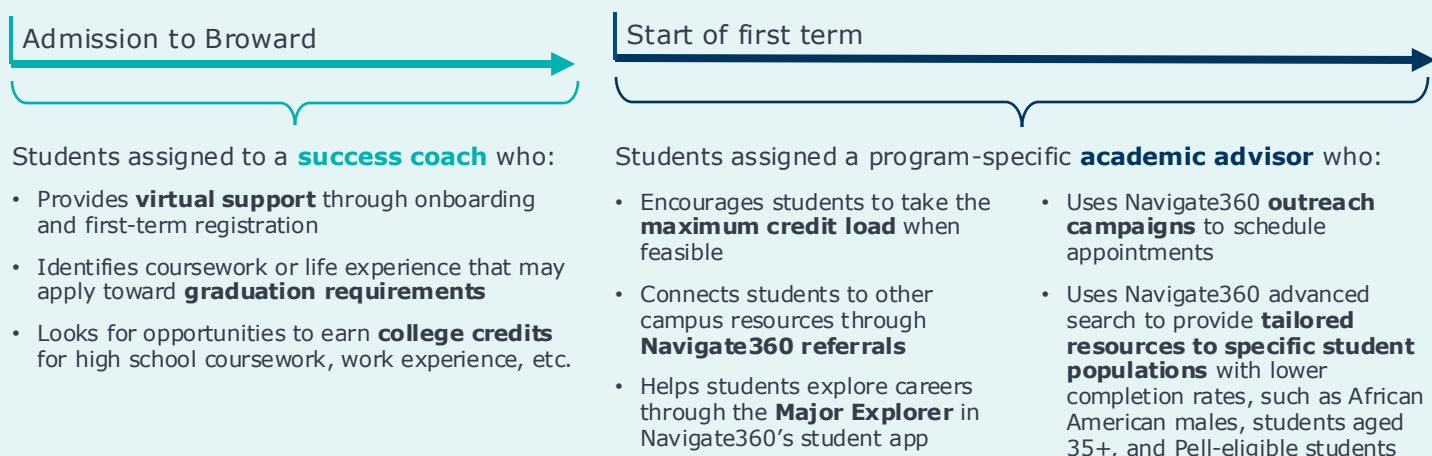 Admission to Broward
Students assigned to a success coach who:
• Provides virtual support through onboarding
and first-term registration
• Identifies coursework or life experience that may
apply toward graduation requirements
• Looks for opportunities to earn college credits
for high school coursework, work experience, etc.
Start of first term
Students assigned a program-specific academic advisor who:
• Encourages students to take the
maximum credit load when
feasible
• Connects students to other
campus resources through
Navigate360 referrals
• Helps students explore careers
through the Major Explorer in
Navigate360’s student app
• Uses Navigate360 outreach
campaigns to schedule
appointments
• Uses Navigate360 advanced
search to provide tailored
resources to specific student
populations with lower
completion rates, such as African
American males, students aged
35+, and Pell-eligible students